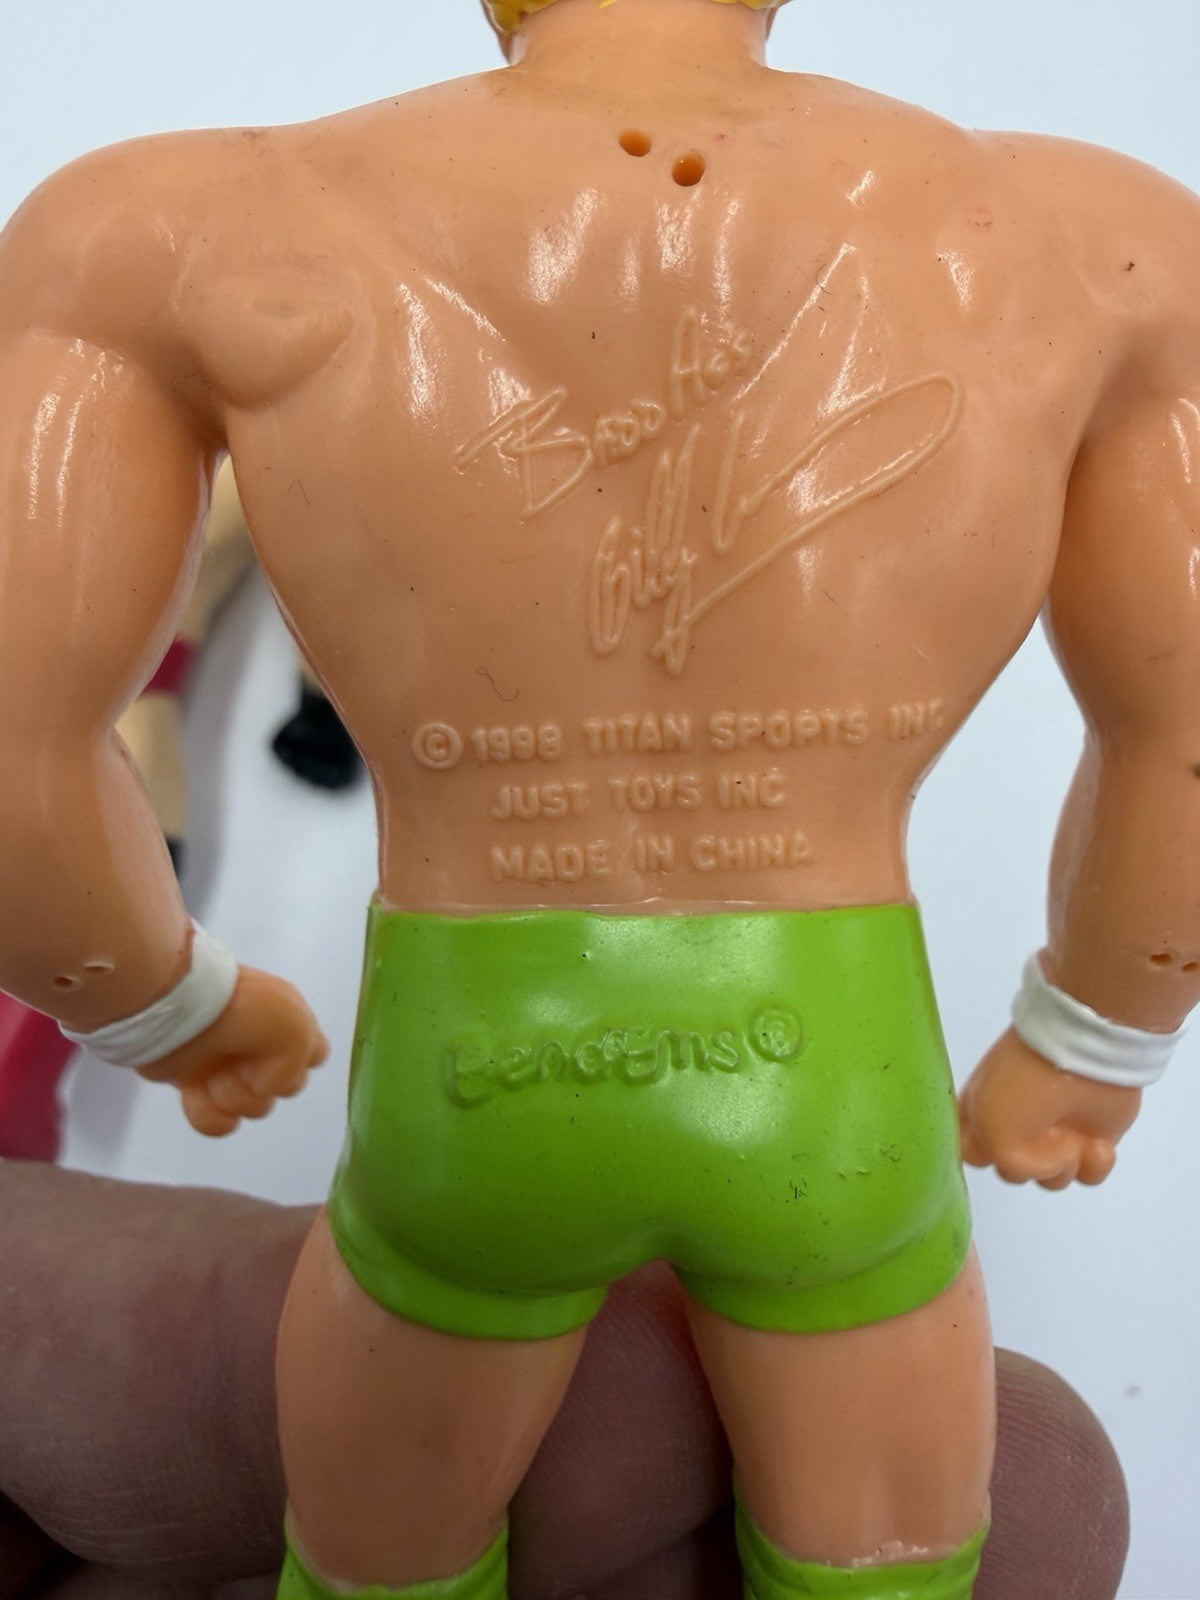 BADD ASS
Billy
© 1998 TITAN SPORTS INC
JUST TOYS INC
MADE IN CHINA
Bend-Ems®